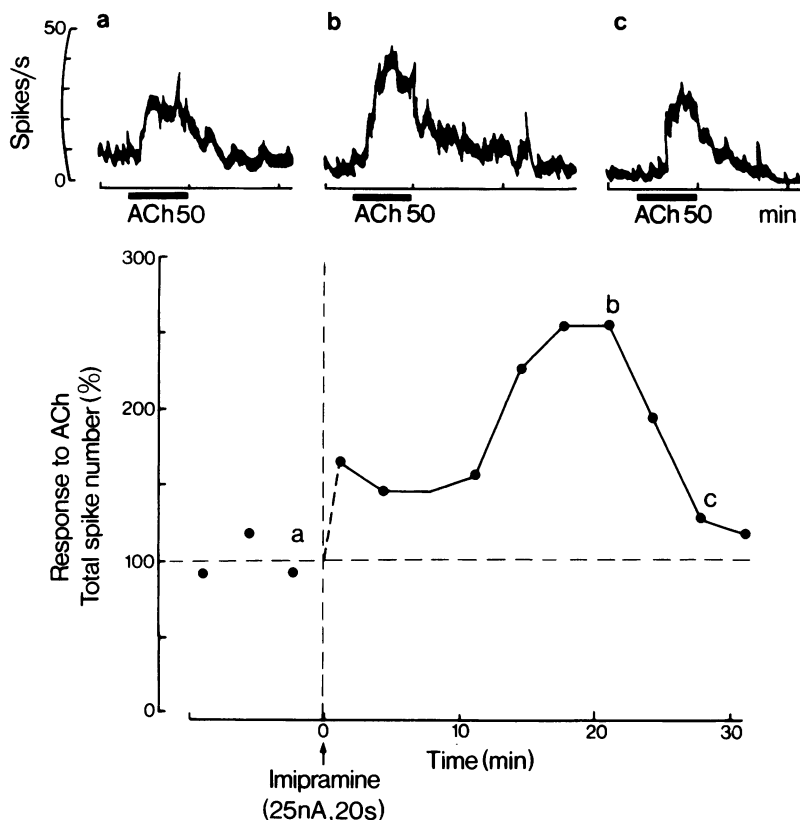 a
b
c
50
25
0
Spikes/s
ACh 50
ACh 50
ACh 50
min
300
200
100
0
Response to ACh
Total spike number (%)
a
b
c
0
10
20
30
Time (min)
Imipramine
(25nA,20s)